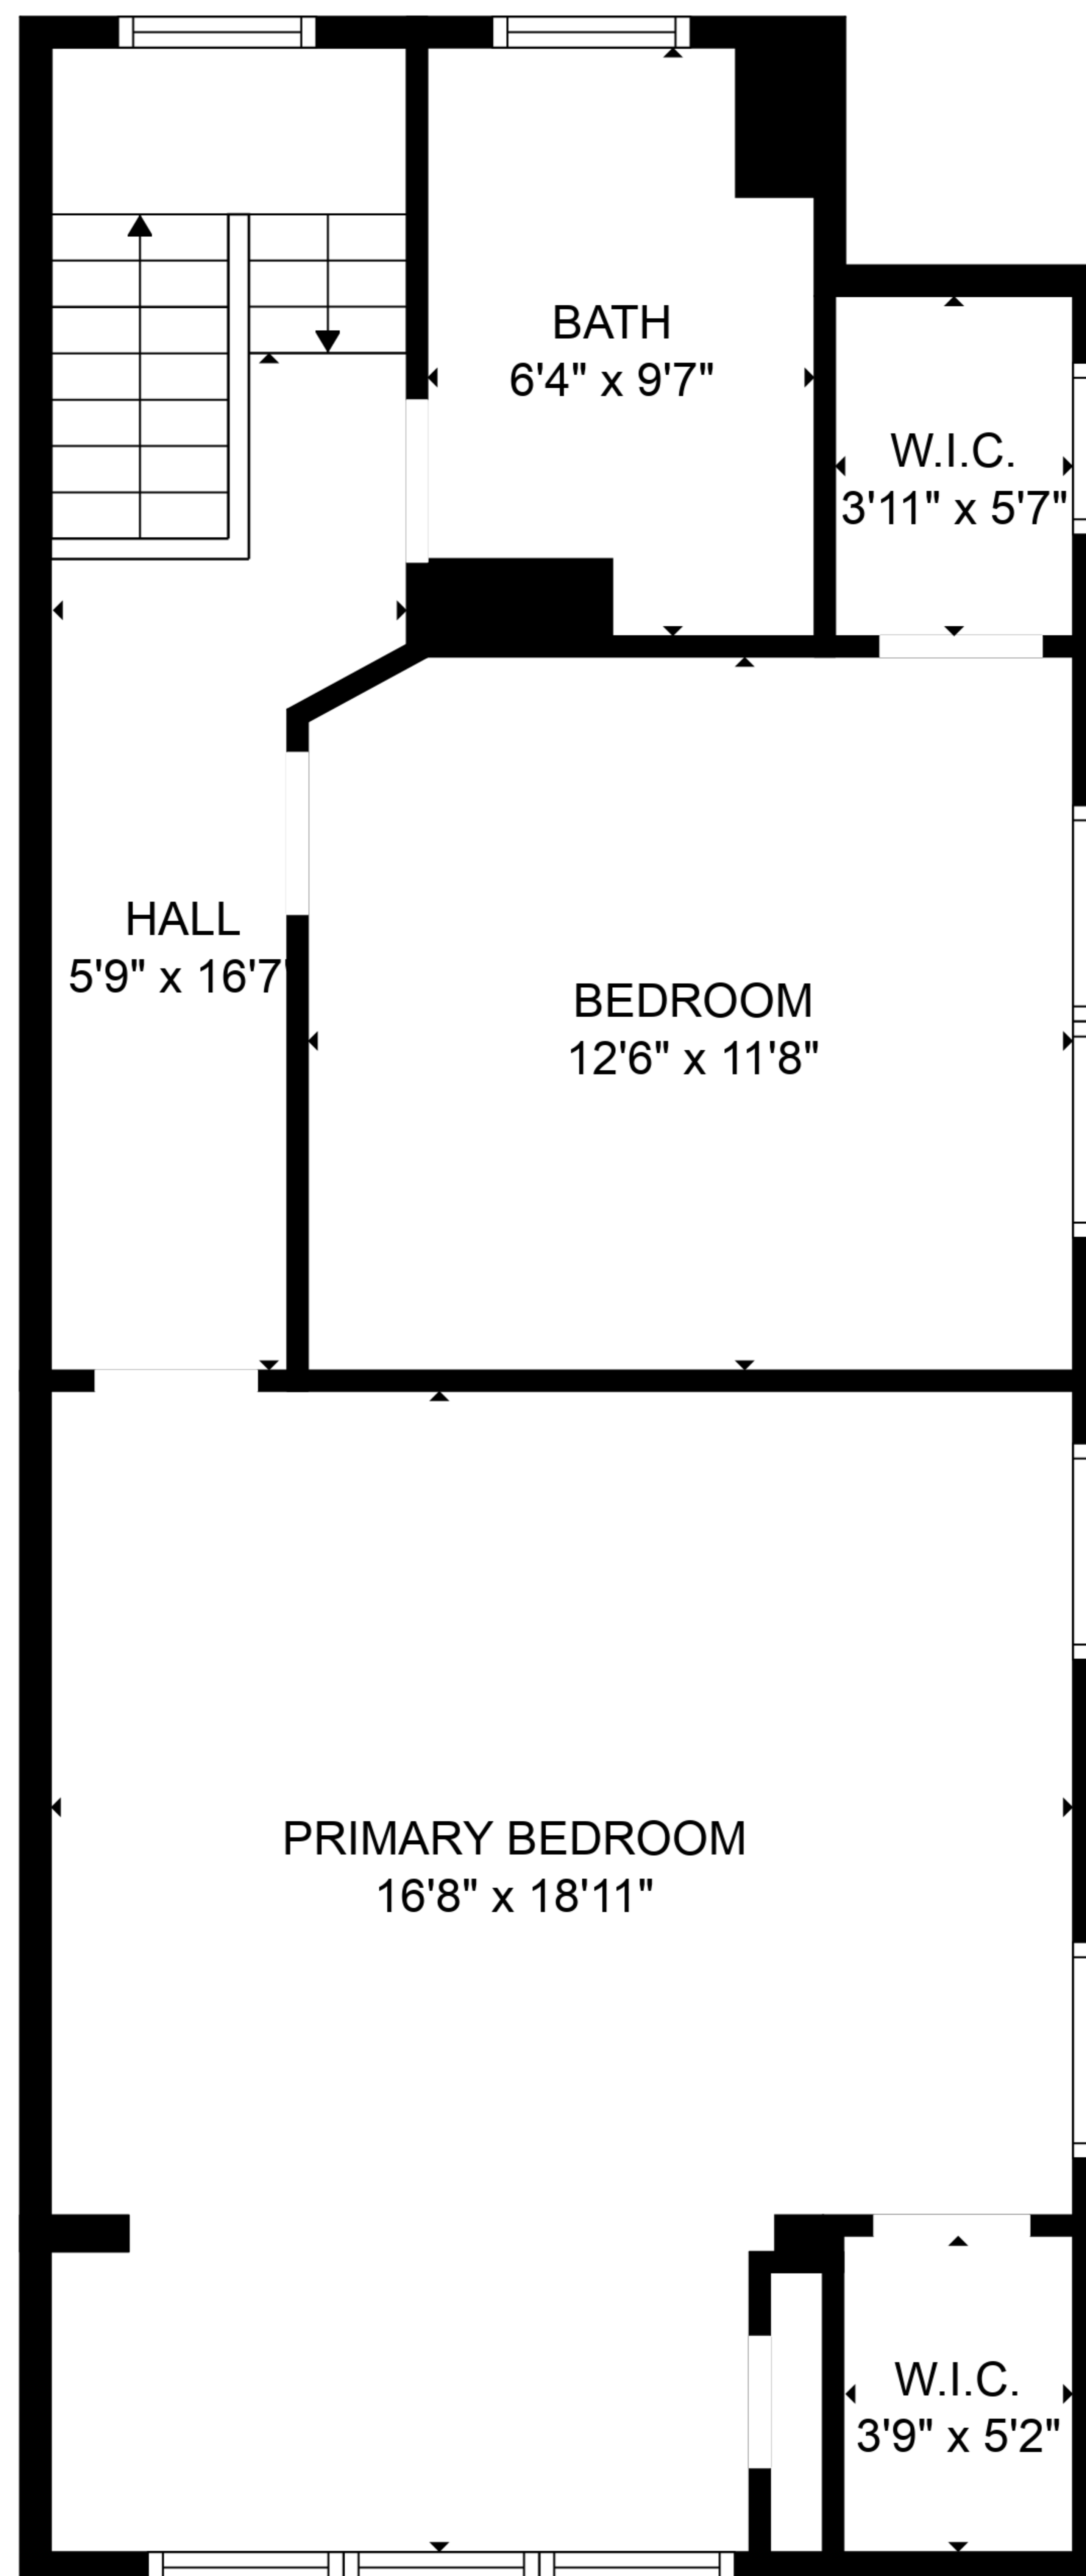 BATH
6'4" x 9'7"
W.I.C.
3'11" x 5'7"
HALL
5'9" x 16'7"
BEDROOM
12'6" x 11'8"
PRIMARY BEDROOM
16'8" x 18'11"
W.I.C.
3'9" x 5'2"